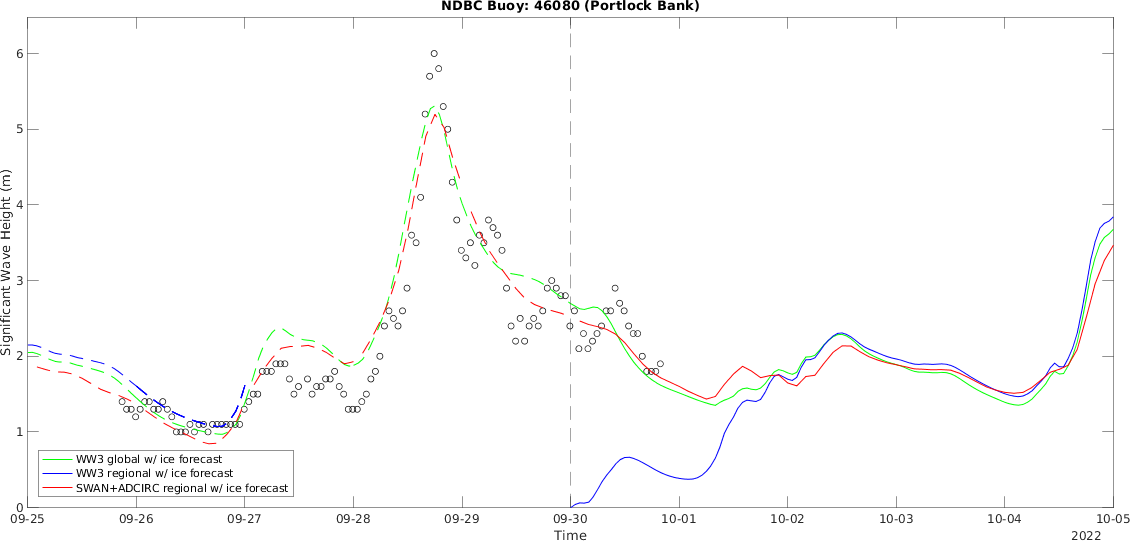 NDBC Buoy: 46080 (Portlock Bank)
Significant Wave Height (m)
6
5
4
3
2
1
0
WW3 global w/ ice forecast
WW3 regional w/ ice forecast
SWAN+ADCIRC regional w/ ice forecast
09-25 09-26 09-27 09-28 09-29 09-30 10-01 10-02 10-03 10-04 10-05
Time
2022